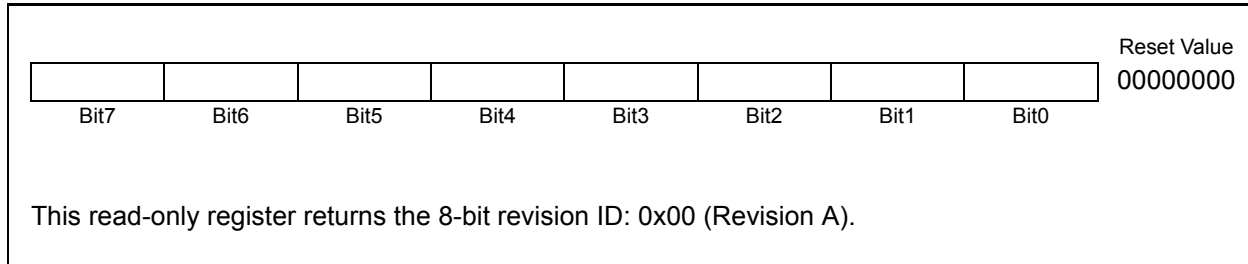 Reset Value
00000000
Bit7 Bit6 Bit5 Bit4 Bit3 Bit2 Bit1 Bit0
This read-only register returns the 8-bit revision ID: 0x00 (Revision A).